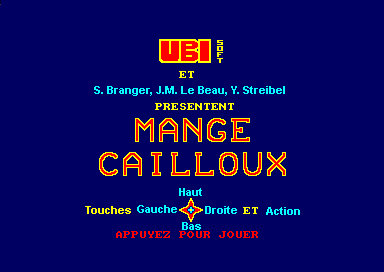 UBI SOFT
ET
S. Branger, J.M. Le Beau, Y. Streibel
PRESENTENT
MANGE
CAILLOUX
Haut
Touches Gauche Droite ET Action
Bas
APPUYEZ POUR JOUER